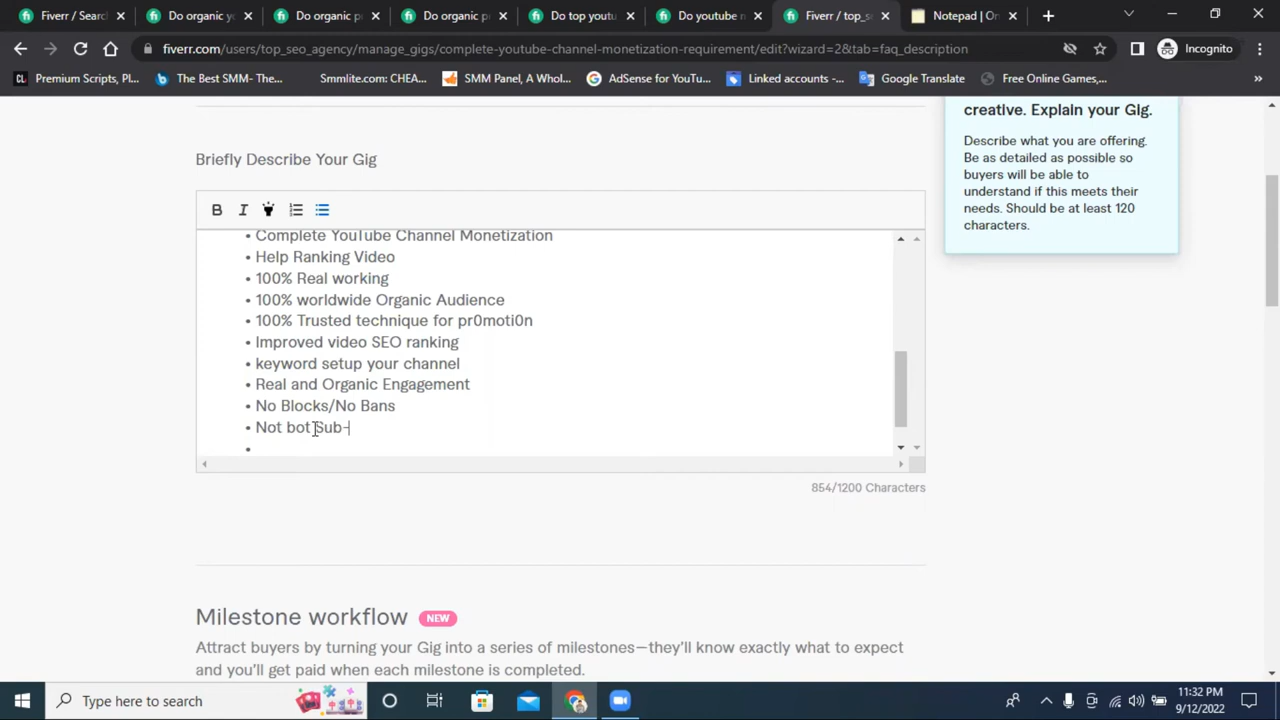 Fiverr / Searc
Do organic yo
Do organic pr
Do organic pr
Do top youtu
Do youtube n
Fiverr / top_se
Notepad | On
fiverr.com/users/top_seo_agency/manage_gigs/complete-youtube-channel-monetization-requirement/edit?wizard=2&tab=faq_description
Incognito
Premium Scripts, Pl...
The Best SMM- The...
Smmlite.com: CHEA...
SMM Panel, A Whol...
AdSense for YouTu...
Linked accounts -...
Google Translate
Free Online Games,...
creative. Explain your Gig.
Describe what you are offering.
Be as detailed as possible so
buyers will be able to
understand if this meets their
needs. Should be at least 120
characters.
Briefly Describe Your Gig
B I
• Complete YouTube Channel Monetization
• Help Ranking Video
• 100% Real working
• 100% worldwide Organic Audience
• 100% Trusted technique for pr0moti0n
• Improved video SEO ranking
• keyword setup your channel
• Real and Organic Engagement
• No Blocks/No Bans
• Not bot Sub-
•
854/1200 Characters
Milestone workflow NEW
Attract buyers by turning your Gig into a series of milestones—they'll know exactly what to expect
and you'll get paid when each milestone is completed.
Type here to search
11:32 PM
9/12/2022